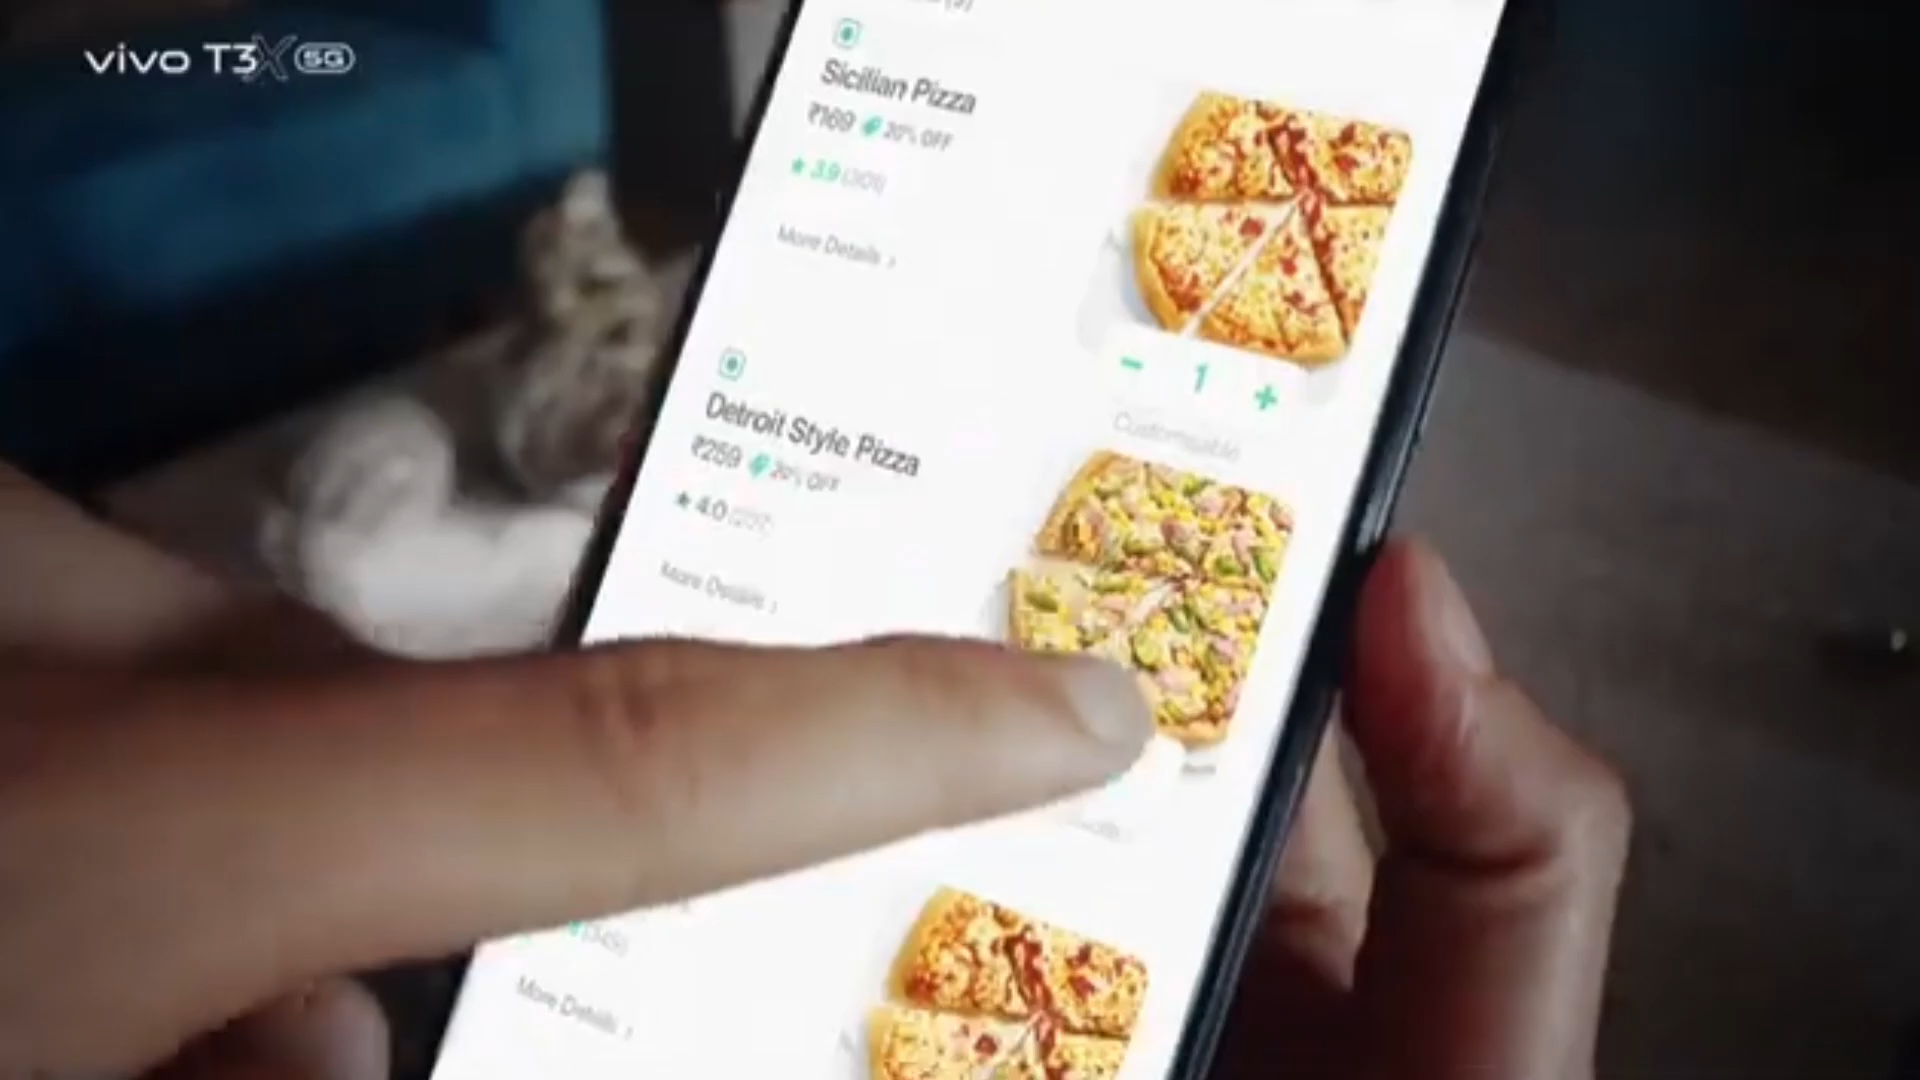 vivo T3X 5G
Sicilian Pizza
₹169 20% OFF
★ 3.9 (301)
More Details ›
1
Customisable
Detroit Style Pizza
₹259 20% OFF
★ 4.0
More Details ›
More Details ›